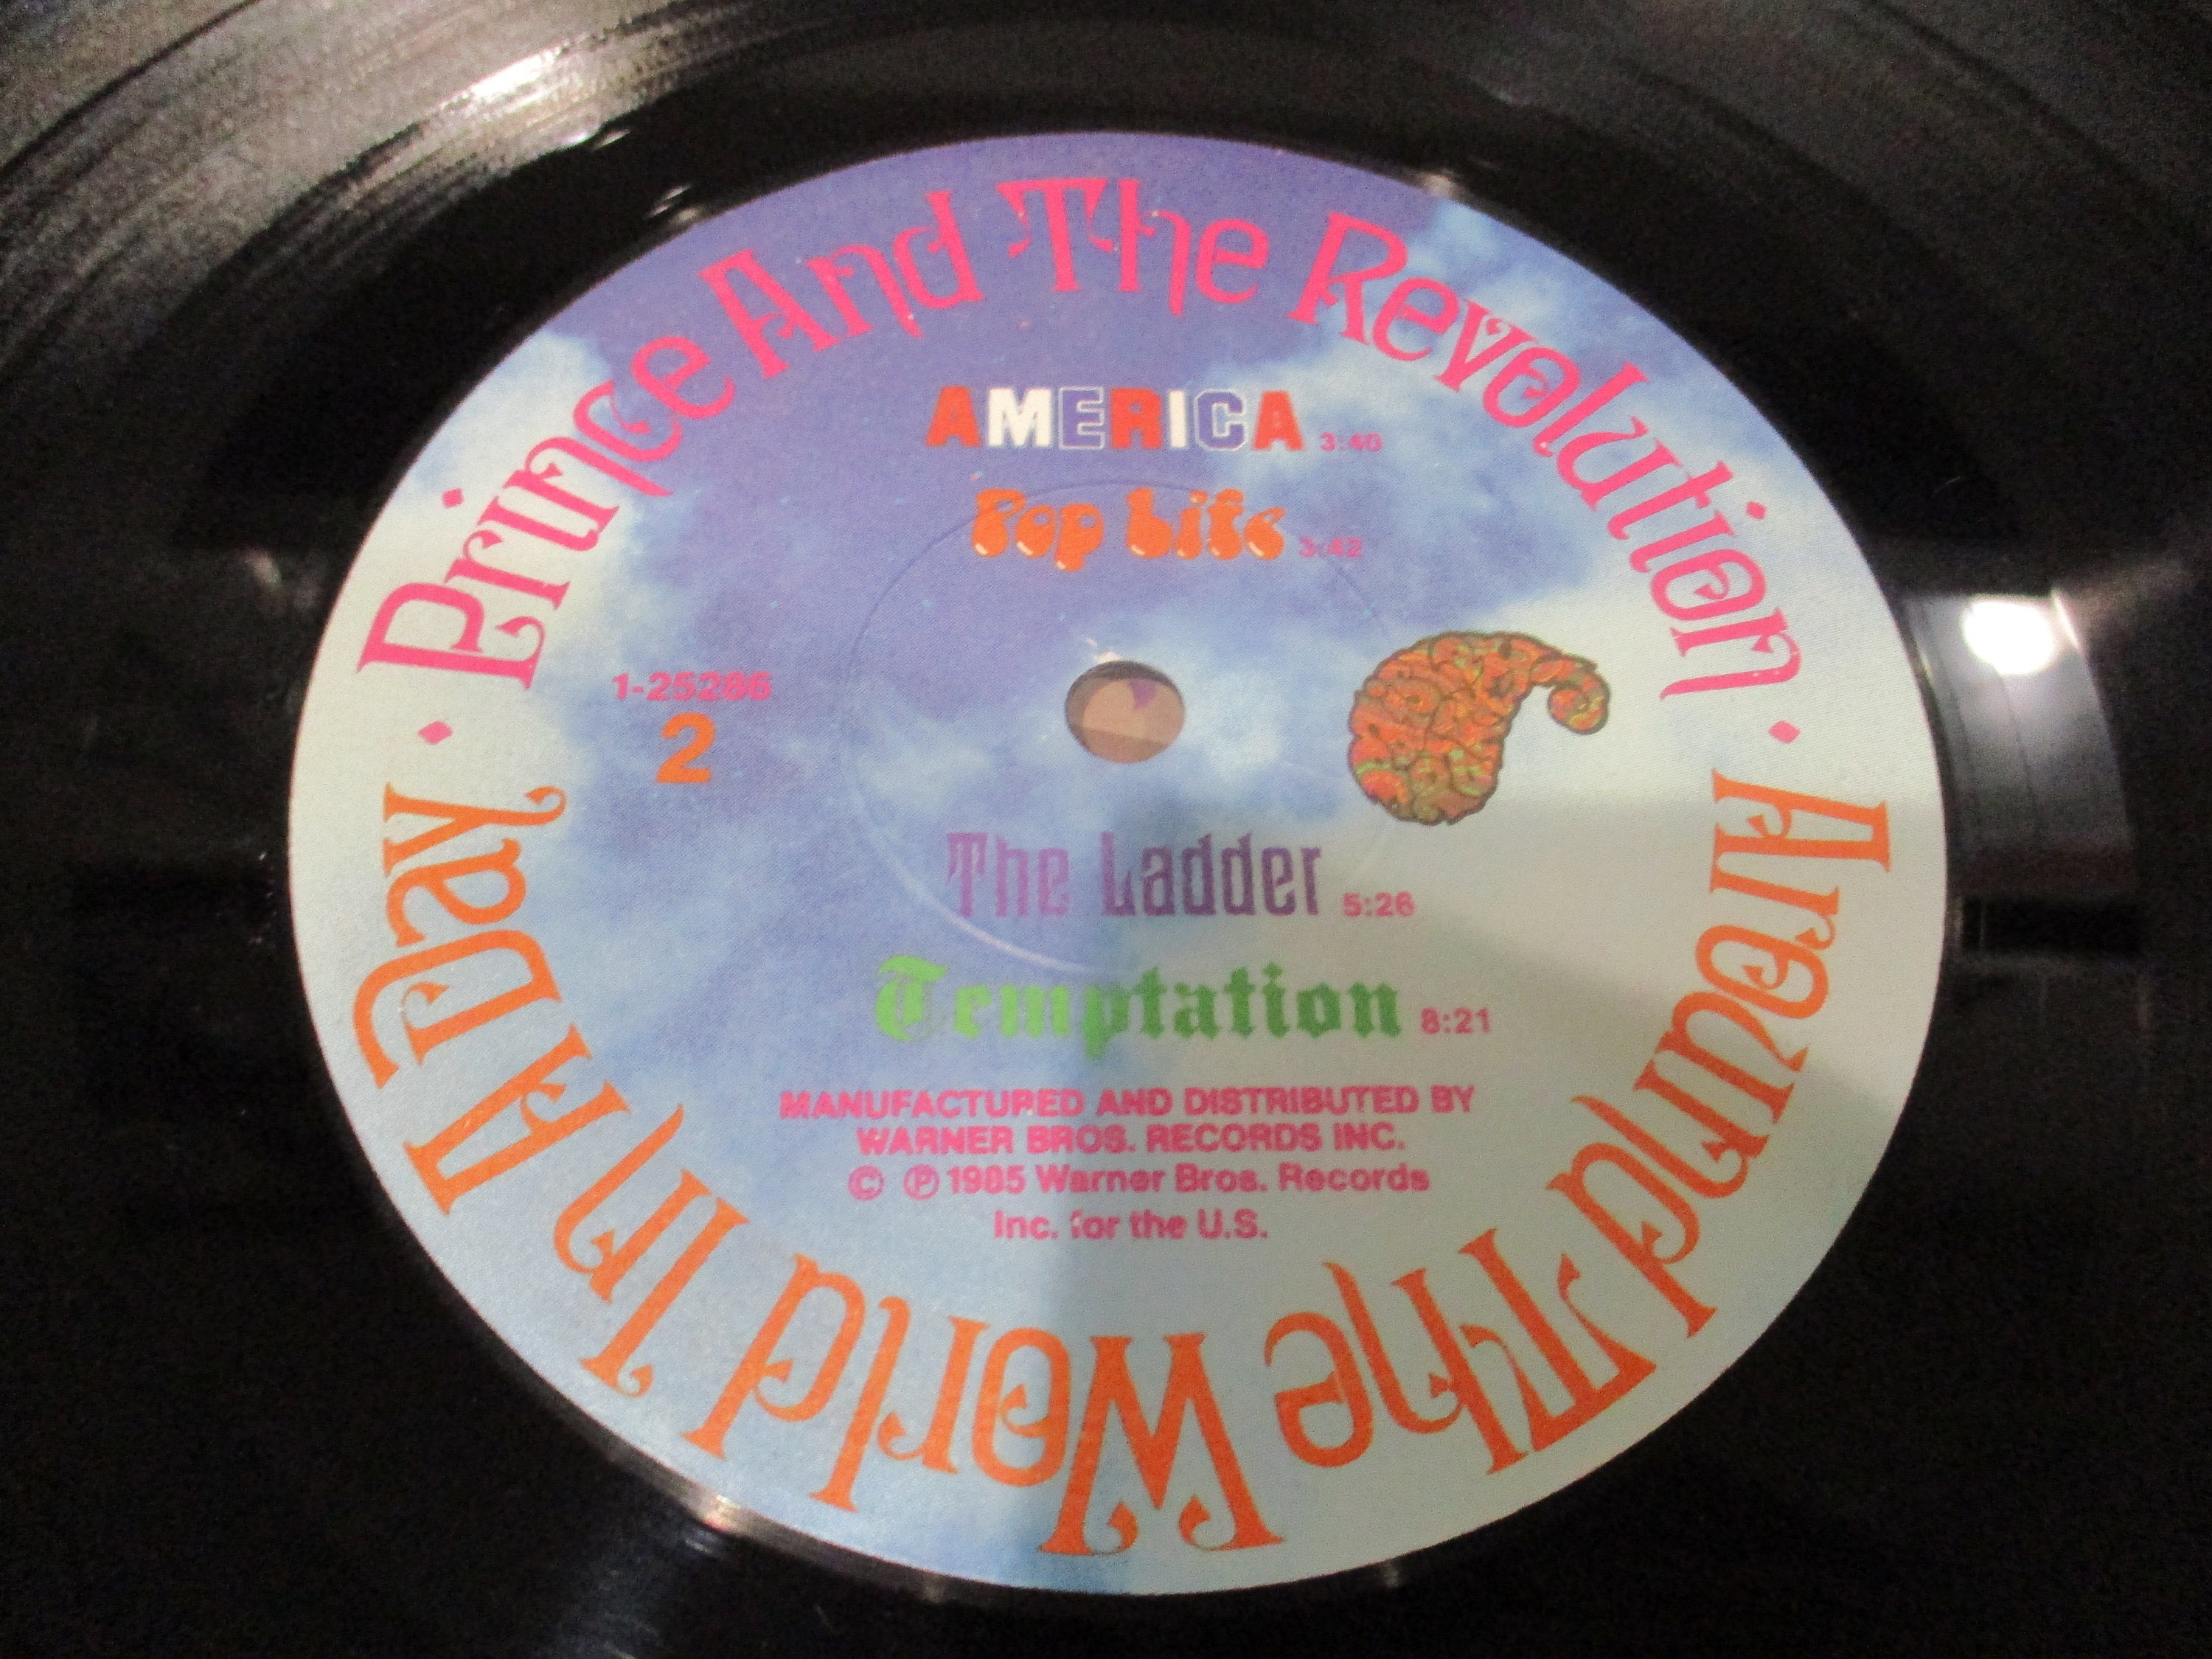 Prince And The Revolution ·
AMERICA 3:40
Pop Life 3:42
1-25286
2
The Ladder 5:26
Temptation 8:21
MANUFACTURED AND DISTRIBUTED BY
WARNER BROS. RECORDS INC.
© ℗ 1985 Warner Bros. Records
Inc. for the U.S.
Around The World In A Day ·